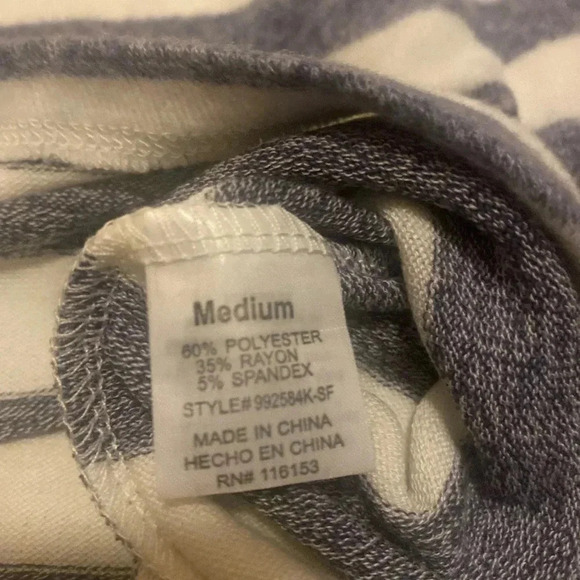 Medium
60% POLYESTER
35% RAYON
5% SPANDEX
STYLE# 992584K-SF
MADE IN CHINA
HECHO EN CHINA
RN# 116153